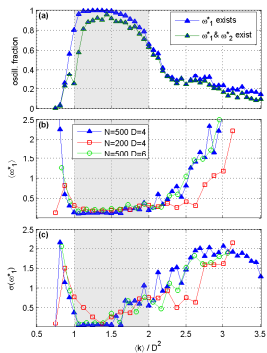 (a)
oscill. fraction
1
0.8
0.6
0.4
0.2
0
ω*₁ exists
ω*₁ & ω*₂ exist
(b)
⟨ω*₁⟩
2.5
2
1.5
1
0.5
N=500 D=4
N=200 D=4
N=500 D=6
(c)
σ(ω*₁)
2.5
2
1.5
1
0.5
0
0 0.5 1 1.5 2 2.5 3 3.5
⟨k⟩ / D²